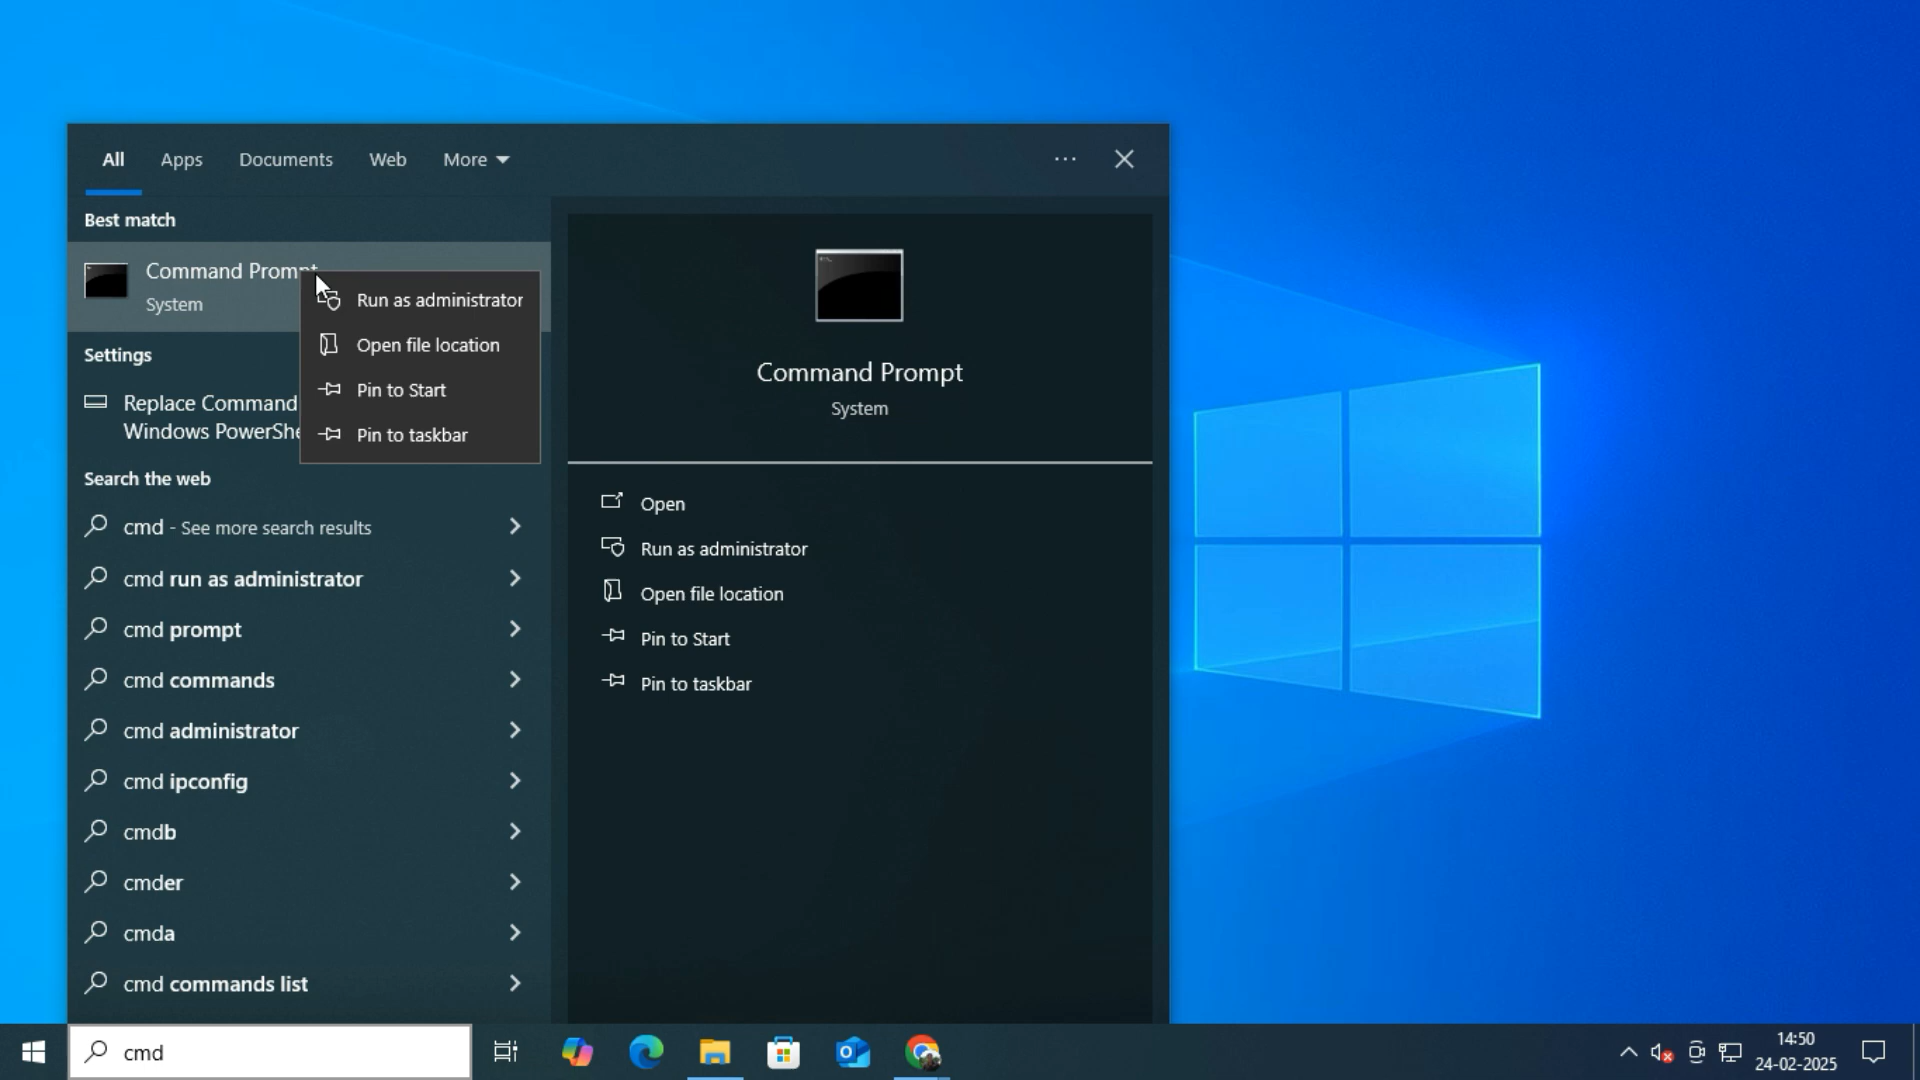 All Apps Documents Web More
Best match
Command Prompt
System
Run as administrator
Open file location
Pin to Start
Pin to taskbar
Settings
Replace Command
Windows PowerShe
Search the web
cmd - See more search results
cmd run as administrator
cmd prompt
cmd commands
cmd administrator
cmd ipconfig
cmdb
cmder
cmda
cmd commands list
Command Prompt
System
Open
Run as administrator
Open file location
Pin to Start
Pin to taskbar
cmd
14:50
24-02-2025